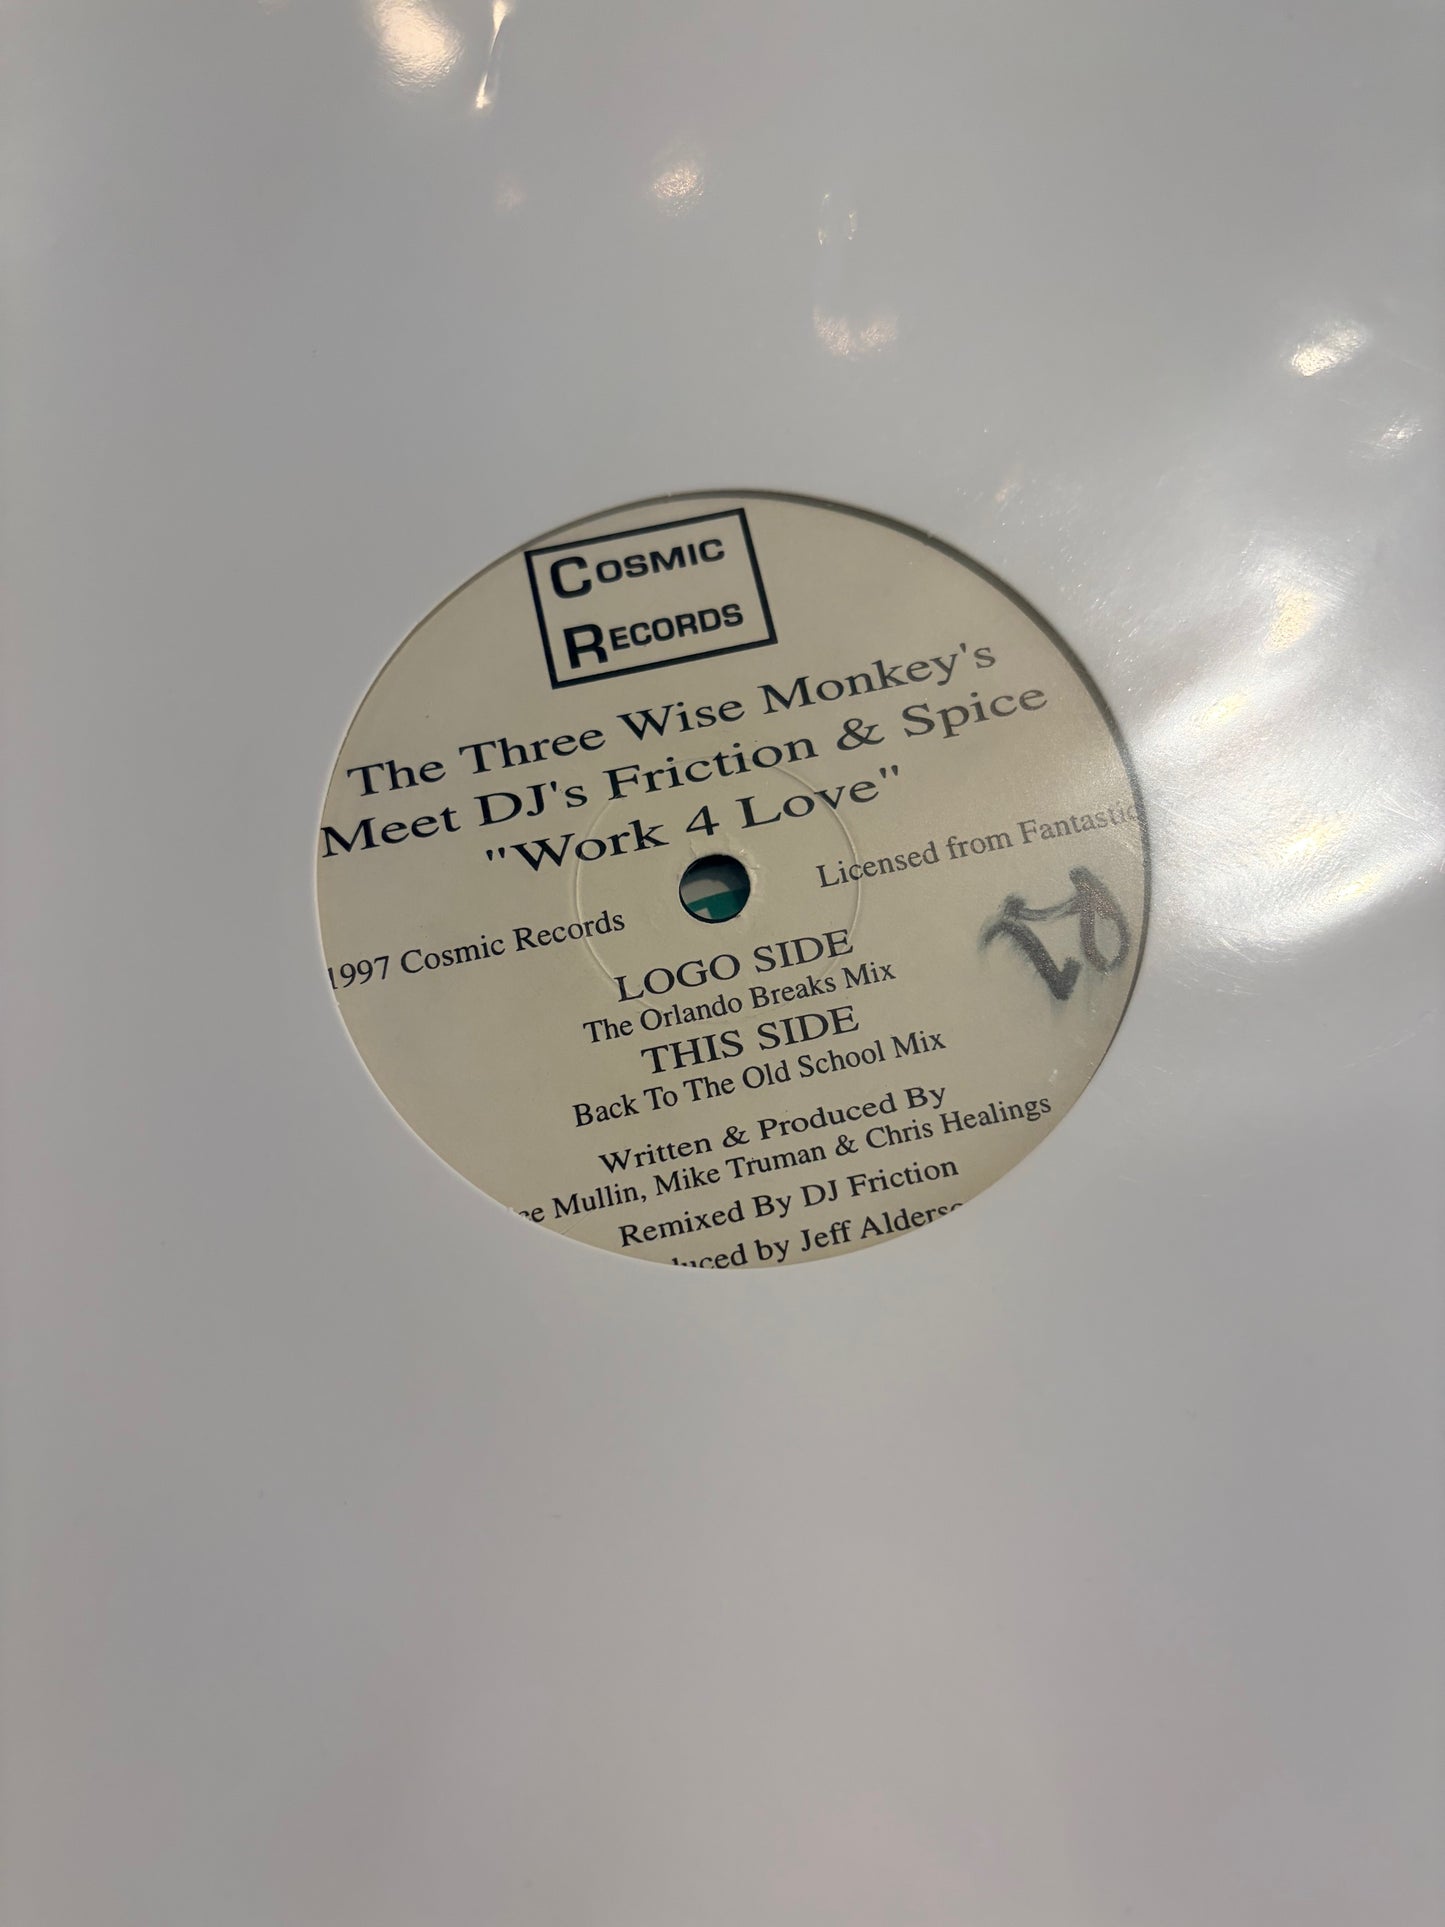 COSMIC
RECORDS
The Three Wise Monkey's
Meet DJ's Friction & Spice
"Work 4 Love"
Licensed from Fantastic
1997 Cosmic Records
LOGO SIDE
The Orlando Breaks Mix
THIS SIDE
Back To The Old School Mix
Written & Produced By
Mullin, Mike Truman & Chris Healings
Remixed By DJ Friction
by Jeff